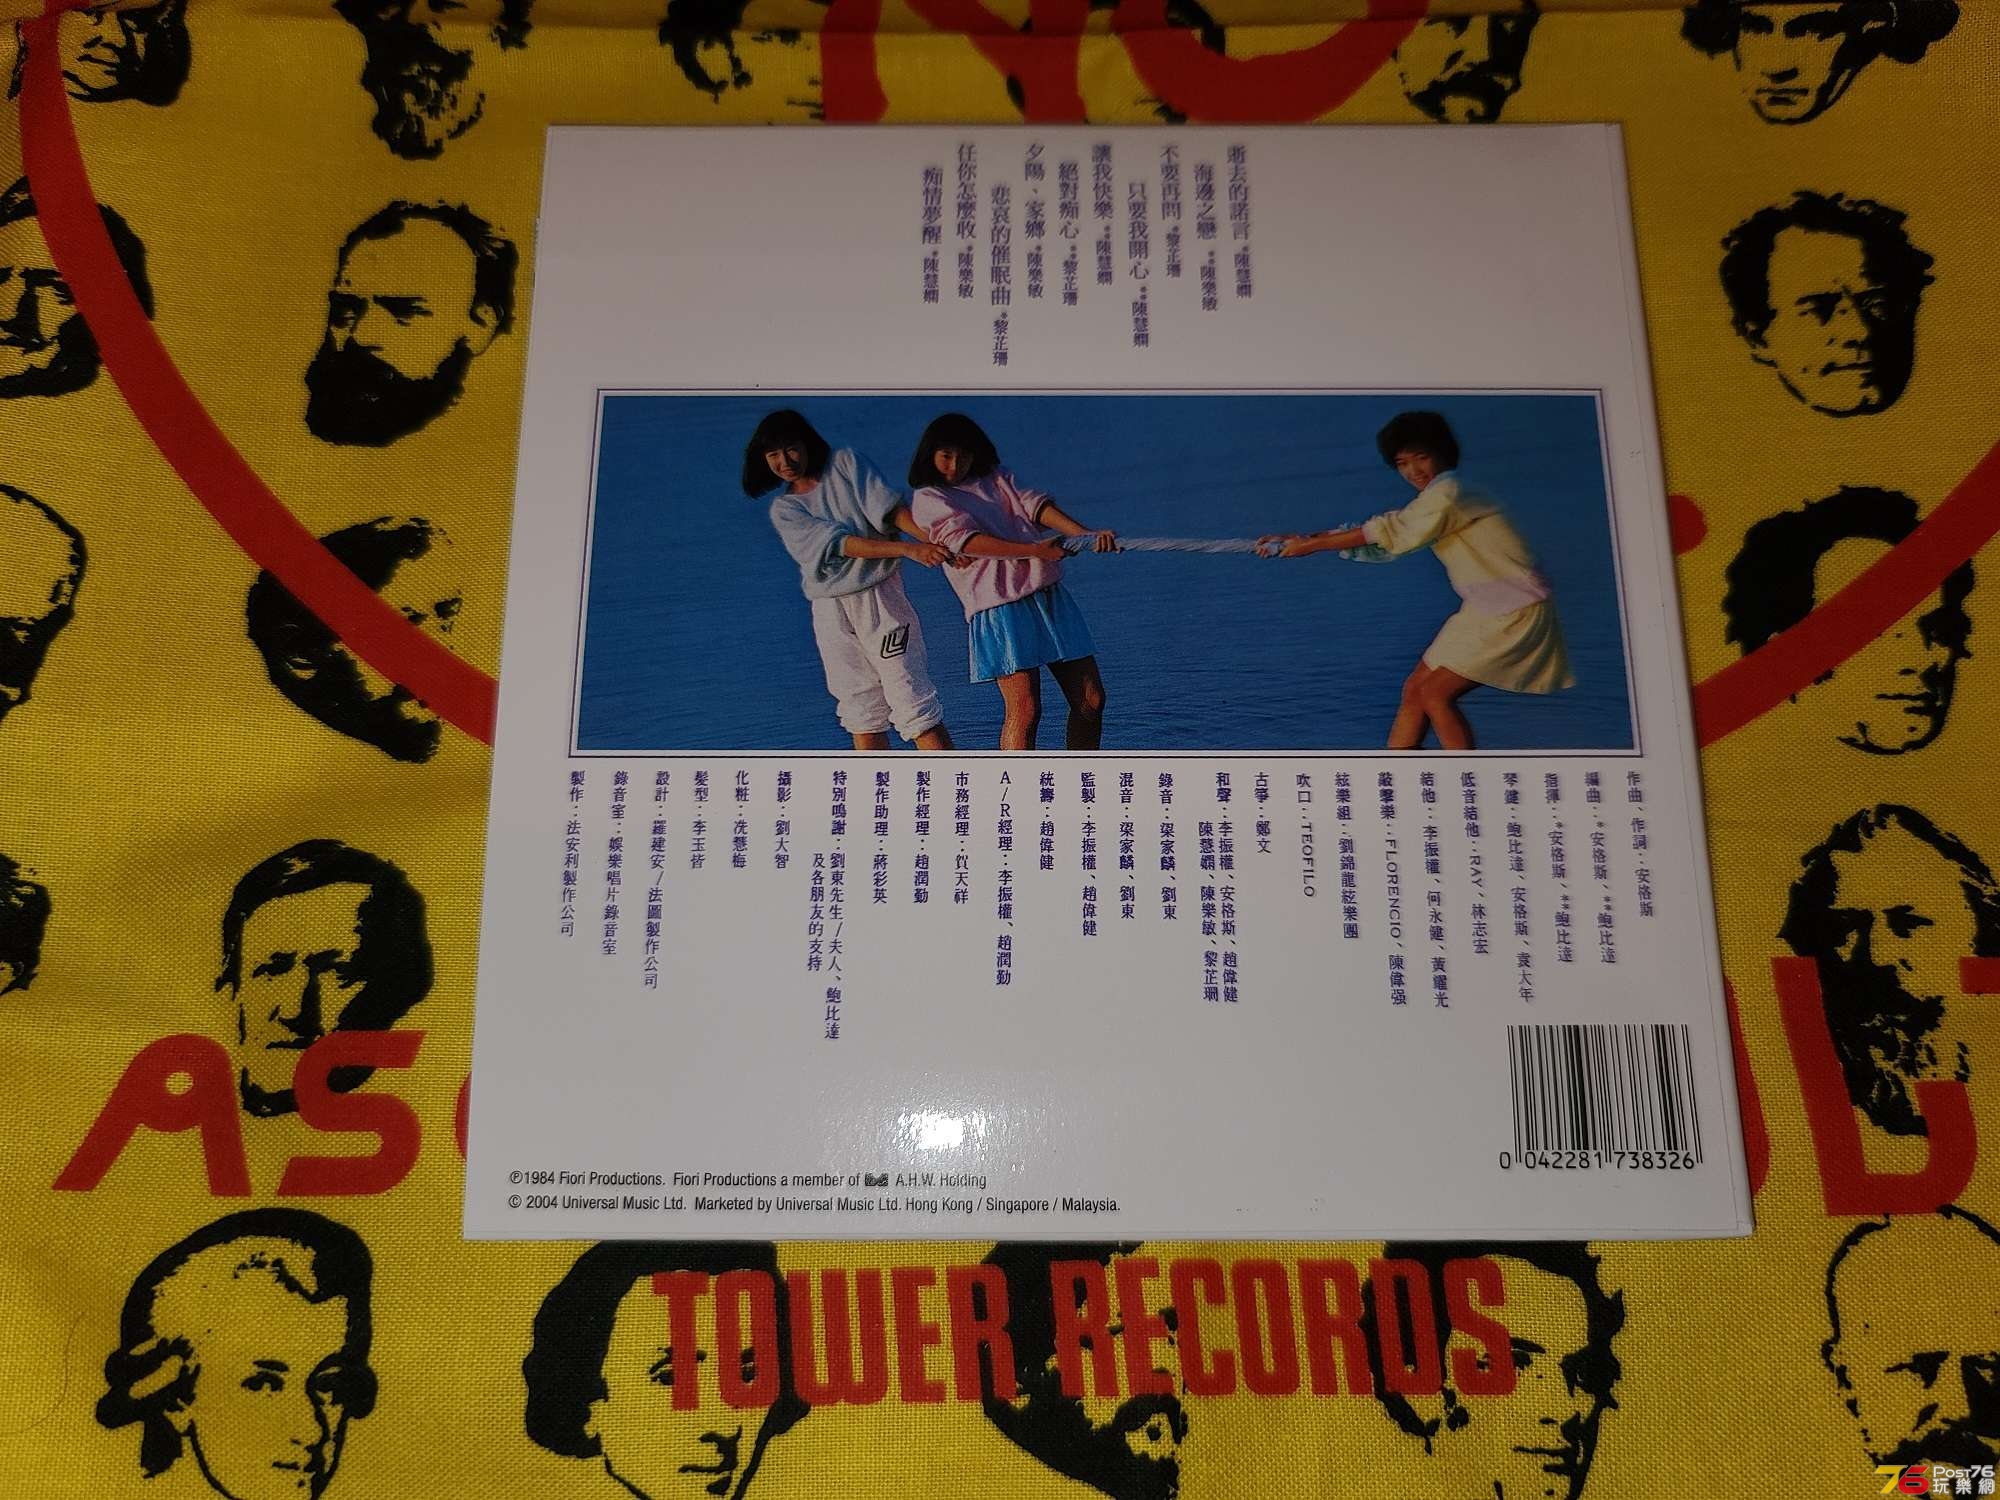 逝去的諾言 *陳慧嫻
海邊之戀 **陳樂敏
不要再問 *黎芷珊
只要我開心 **陳慧嫻
讓我快樂 **陳慧嫻
絕對痴心 **黎芷珊
夕陽、家鄉 *陳樂敏
悲哀的催眠曲 *黎芷珊
任你怎麼收 *陳樂敏
痴情夢醒 *陳慧嫻
作曲、作詞：安格斯
編曲：*安格斯、**鮑比達
指揮：*安格斯、**鮑比達
琴鍵：鮑比達、安格斯、袁大年
低音結他：RAY、林志宏
結他：李振權、何永健、黃耀光
敲擊樂：FLORENCIO、陳偉强
絃樂組：劉錦龍絃樂團
吹口：TEOFILO
古箏：鄭文
和聲：李振權、安格斯、趙偉健
陳慧嫻、陳樂敏、黎芷珊
錄音：梁家麟、劉東
混音：梁家麟、劉東
監製：李振權、趙偉健
統籌：趙偉健
A/R經理：李振權、趙潤勤
市務經理：賀天祥
製作經理：趙潤勤
製作助理：蔣彩英
特別鳴謝：劉東先生/夫人、鮑比達
及各朋友的支持
攝影：劉大智
化粧：冼慧梅
髮型：李玉皆
設計：羅建安/法圖製作公司
錄音室：娛樂唱片錄音室
製作：法安利製作公司
0 042281 738326
℗1984 Fiori Productions. Fiori Productions a member of A.H.W. Holding
© 2004 Universal Music Ltd. Marketed by Universal Music Ltd. Hong Kong / Singapore / Malaysia.
NO
TOWER RECORDS
76 Post76
玩樂網